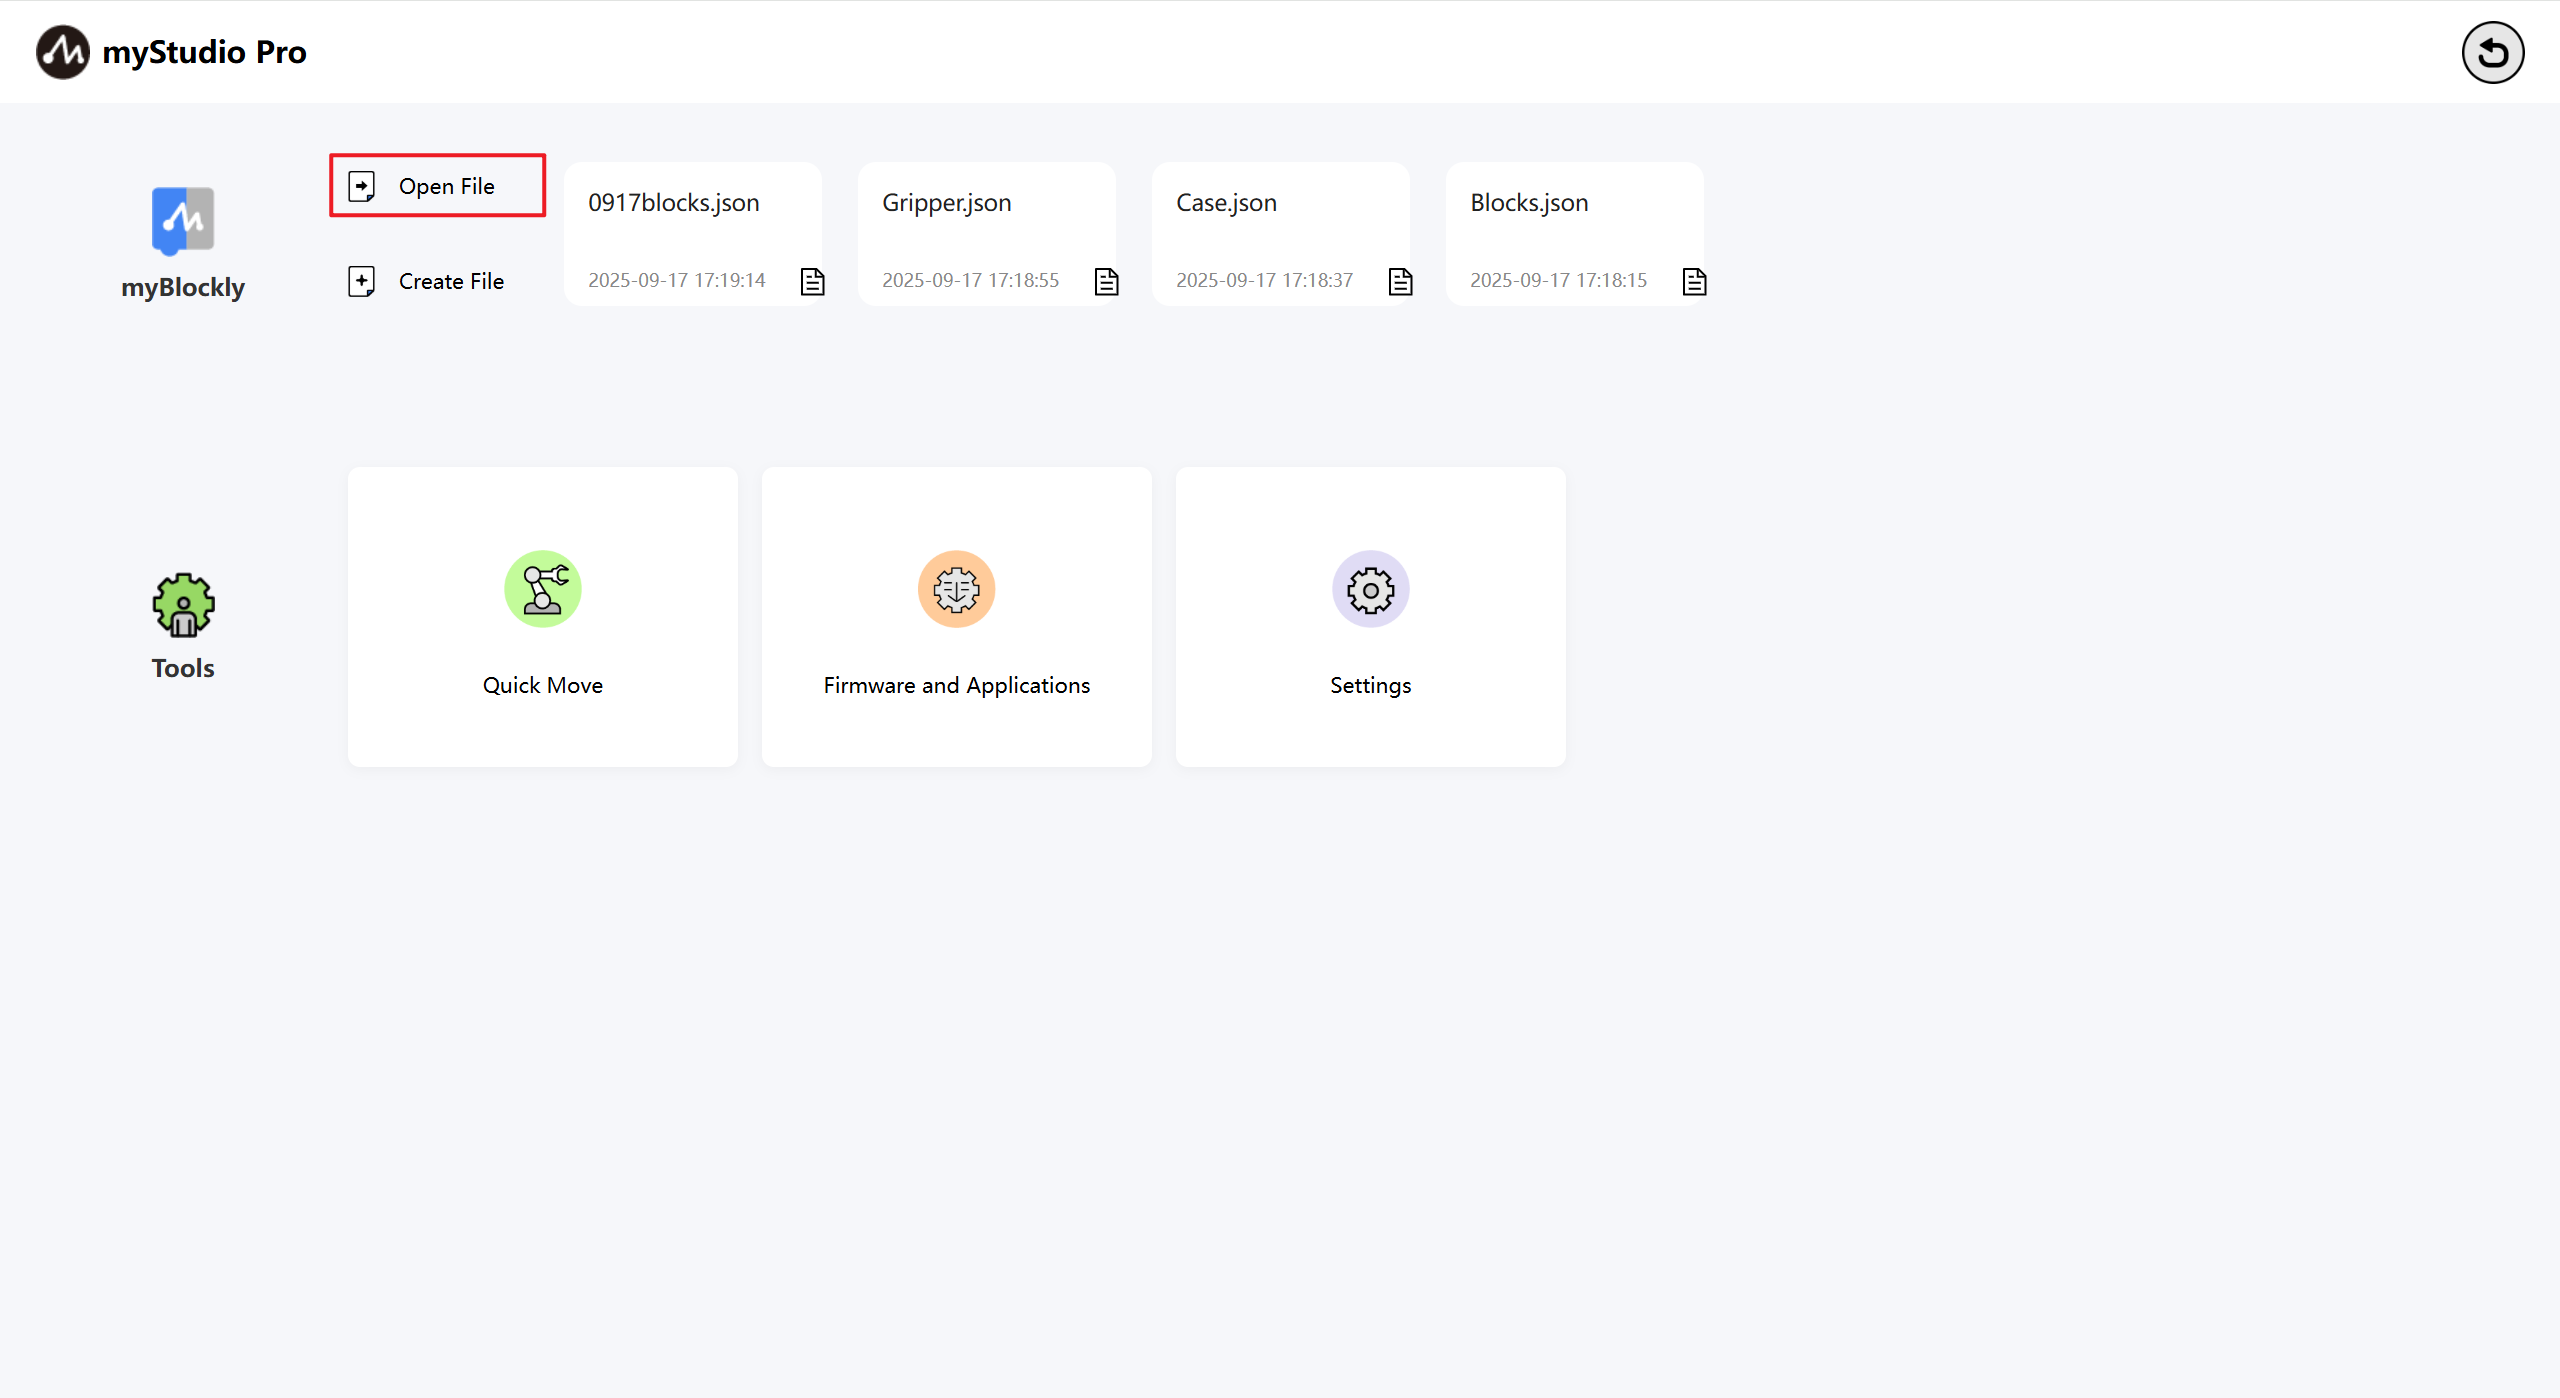 myStudio Pro
Open File
Create File
myBlockly
0917blocks.json
2025-09-17 17:19:14
Gripper.json
2025-09-17 17:18:55
Case.json
2025-09-17 17:18:37
Blocks.json
2025-09-17 17:18:15
Tools
Quick Move
Firmware and Applications
Settings